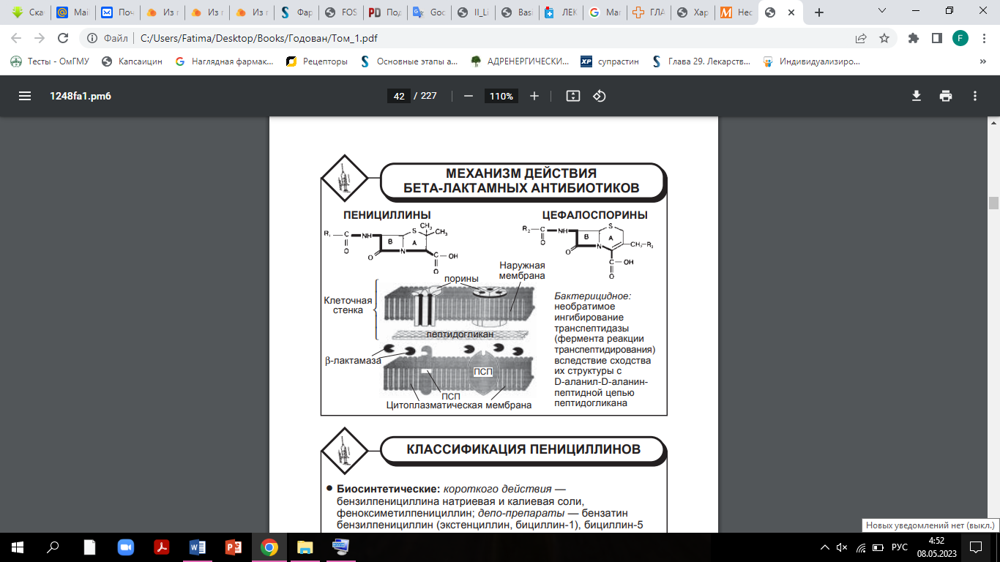 Ска
Mai
Поч
Из г
Из г
Из г
Фар
FOS
Под
Goc
II_Li
Basi
ЛЕК
Маг
ГЛА
Хар
Нес
Файл
C:/Users/Fatima/Desktop/Books/Годован/Том_1.pdf
F
Тесты - ОмГМУ
Капсаицин
Наглядная фармак...
Рецепторы
Основные этапы а...
АДРЕНЕРГИЧЕСКИ...
супрастин
Глава 29. Лекарств...
Индивидуализиро...
»
1248fa1.pm6
42 / 227
110%
МЕХАНИЗМ ДЕЙСТВИЯ
БЕТА-ЛАКТАМНЫХ АНТИБИОТИКОВ
ПЕНИЦИЛЛИНЫ
ЦЕФАЛОСПОРИНЫ
R₁ C NH S CH₃ CH₃ B A O N C OH O O
R₂ C NH S B A O N CH₂R₃ C OH O O
Наружная
мембрана
порины
Клеточная
стенка
пептидогликан
β-лактамаза
ПСП
ПСП
Цитоплазматическая мембрана
Бактерицидное:
необратимое
ингибирование
транспептидазы
(фермента реакции
транспептидирования)
вследствие сходства
их структуры с
D-аланил-D-аланин-
пептидной цепью
пептидогликана
КЛАССИФИКАЦИЯ ПЕНИЦИЛЛИНОВ
● Биосинтетические: короткого действия —
бензилпенициллина натриевая и калиевая соли,
феноксиметилпенициллин; депо-препараты — бензатин
бензилпенициллин (экстенциллин, бициллин-1), бициллин-5
Новых уведомлений нет (выкл.)
РУС
4:52
08.05.2023